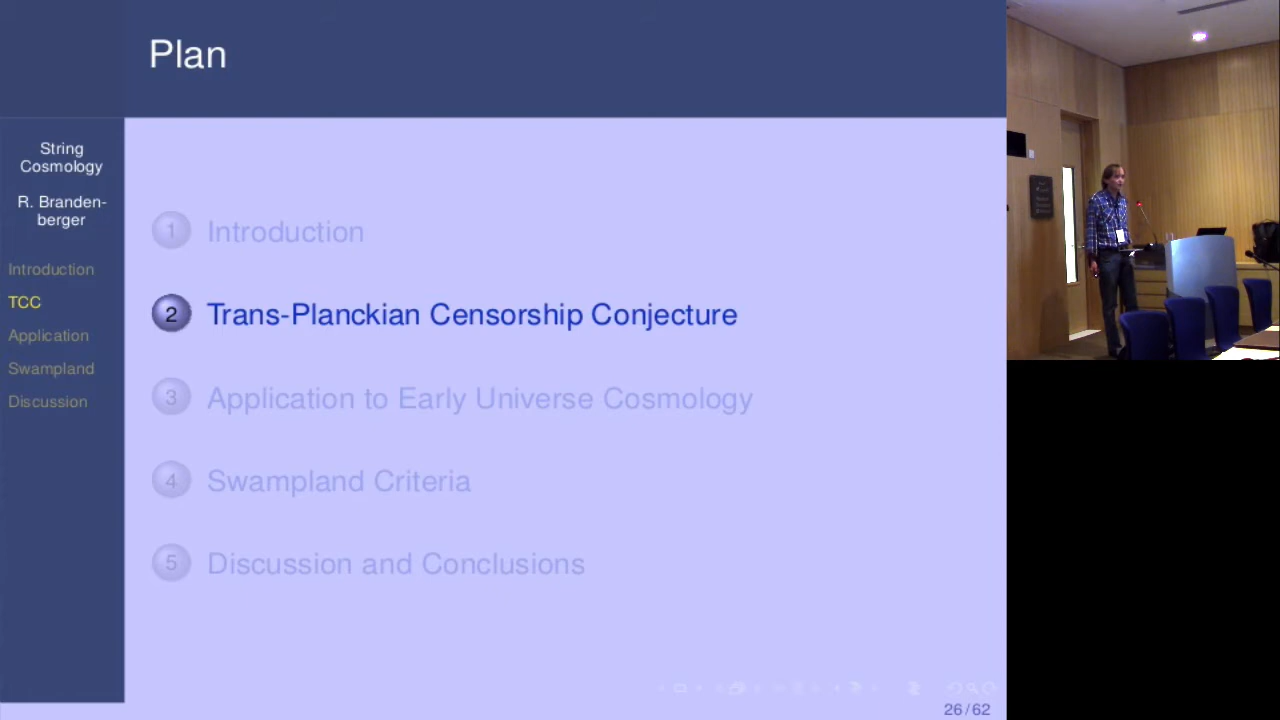 Plan
String
Cosmology
R. Branden-
berger
Introduction
TCC
Application
Swampland
Discussion
1 Introduction
2 Trans-Planckian Censorship Conjecture
3 Application to Early Universe Cosmology
4 Swampland Criteria
5 Discussion and Conclusions
26/62